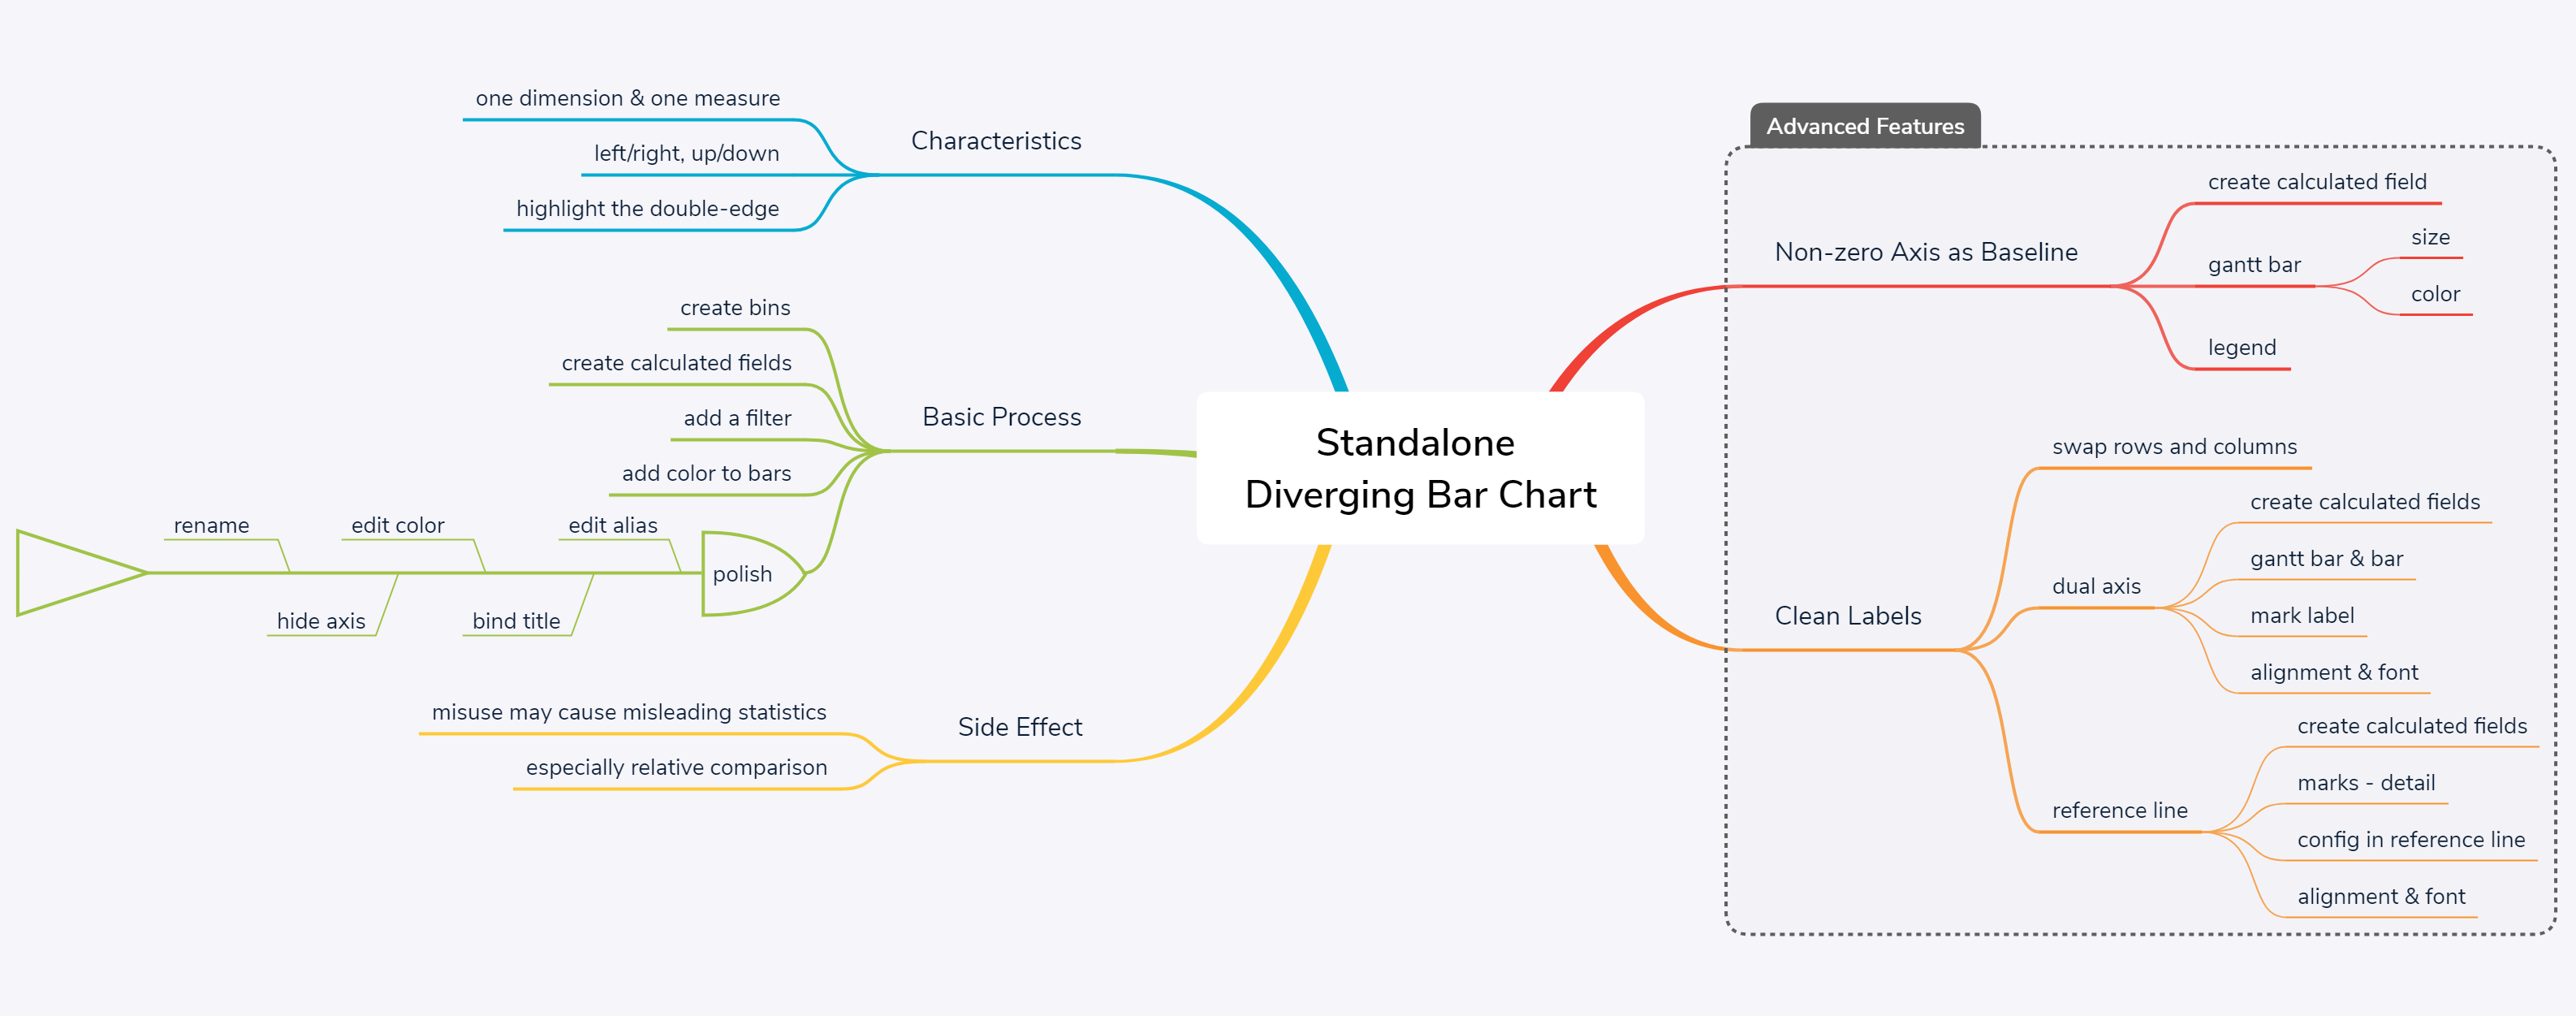 Standalone
Diverging Bar Chart
Characteristics
one dimension & one measure
left/right, up/down
highlight the double-edge
Basic Process
create bins
create calculated fields
add a filter
add color to bars
polish
edit alias
bind title
edit color
hide axis
rename
Side Effect
misuse may cause misleading statistics
especially relative comparison
Advanced Features
Non-zero Axis as Baseline
create calculated field
gantt bar
size
color
legend
Clean Labels
swap rows and columns
dual axis
create calculated fields
gantt bar & bar
mark label
alignment & font
reference line
create calculated fields
marks - detail
config in reference line
alignment & font